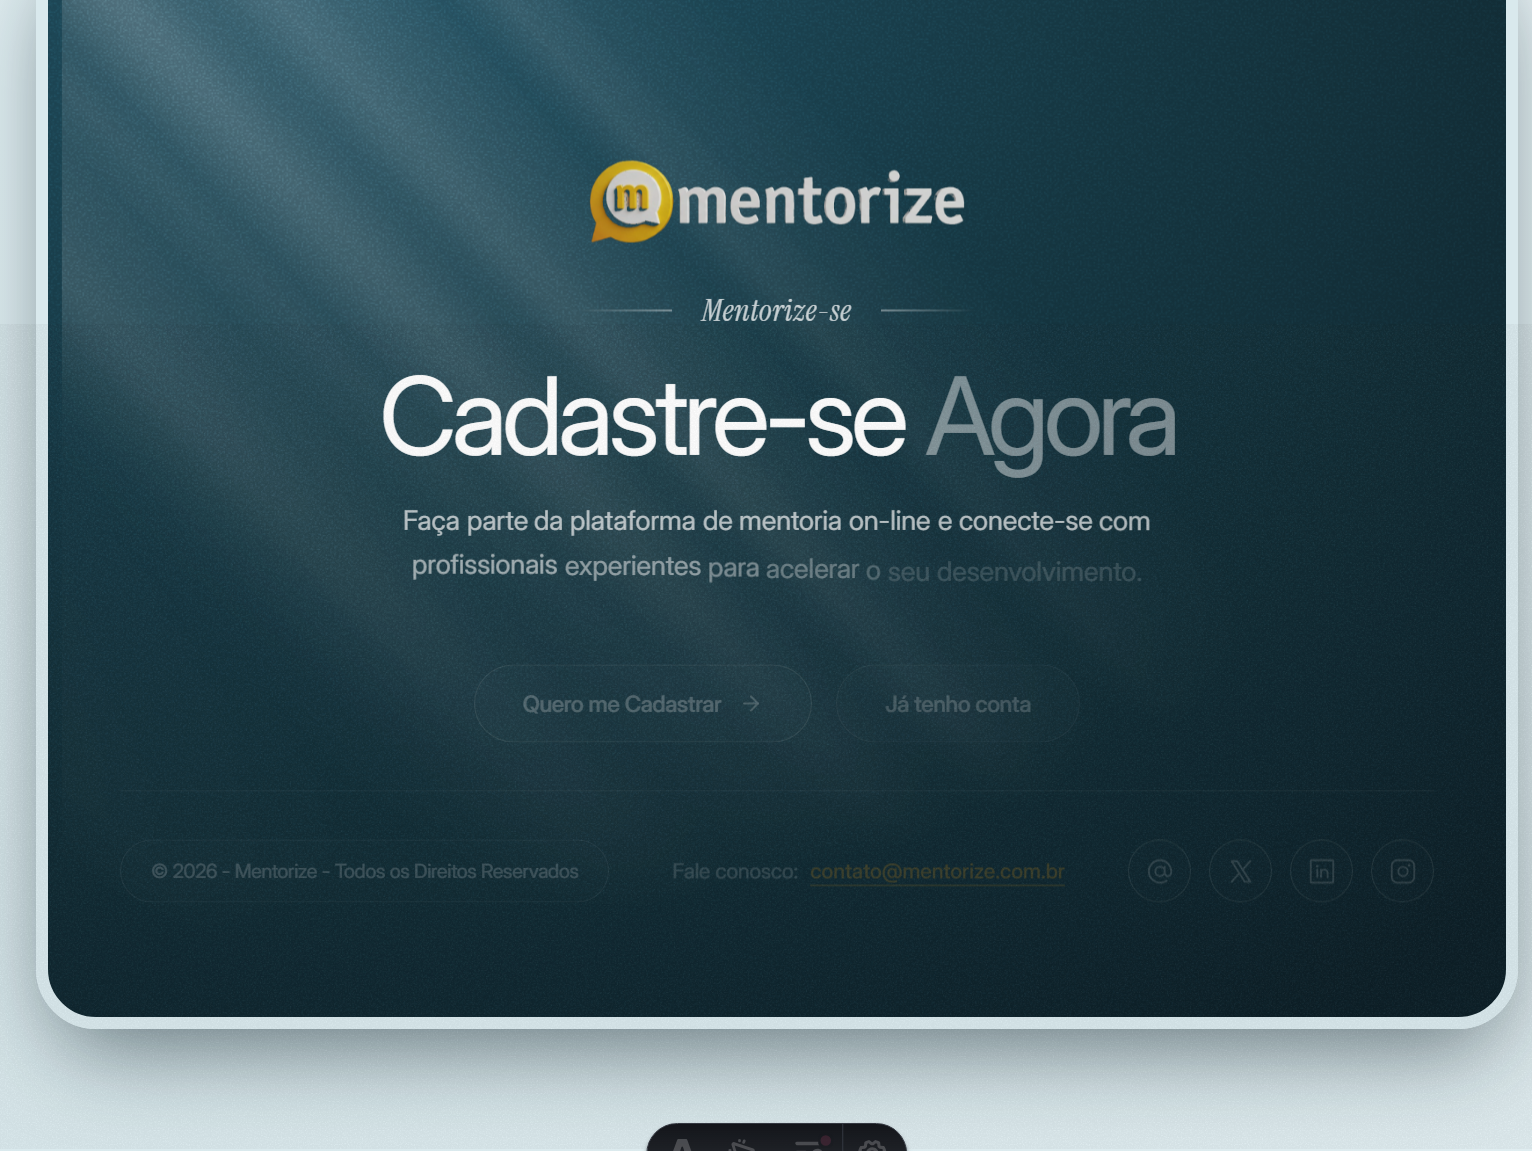 m mentorize
Mentorize-se
Cadastre-se Agora
Faça parte da plataforma de mentoria on-line e conecte-se com
profissionais experientes para acelerar o seu desenvolvimento.
Quero me Cadastrar →
Já tenho conta
© 2026 - Mentorize - Todos os Direitos Reservados
Fale conosco: contato@mentorize.com.br